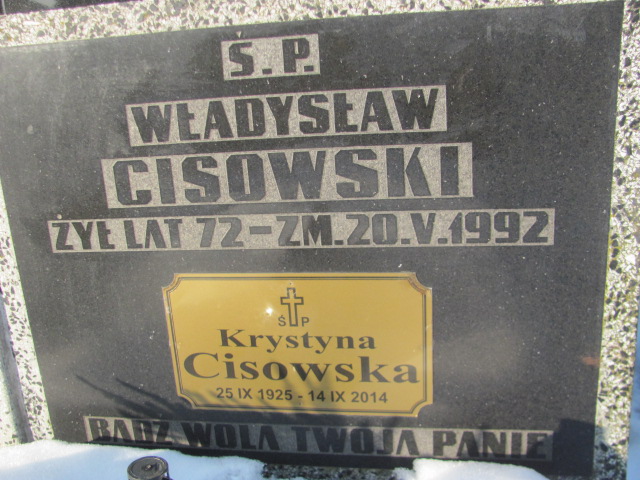 Ś. P.
WŁADYSŁAW
CISOWSKI
ŻYŁ LAT 72 - ZM. 20.V.1992
Ś P
Krystyna
Cisowska
25 IX 1925 - 14 IX 2014
BĄDŹ WOLA TWOJA PANIE